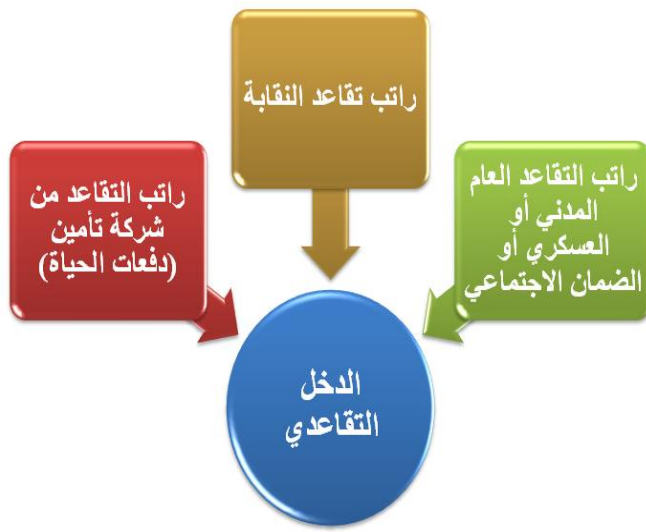 راتب تقاعد النقابة
راتب التقاعد العام
المدني أو
العسكري أو
الضمان الاجتماعي
راتب التقاعد من
شركة تأمين
(دفعات الحياة)
الدخل
التقاعدي